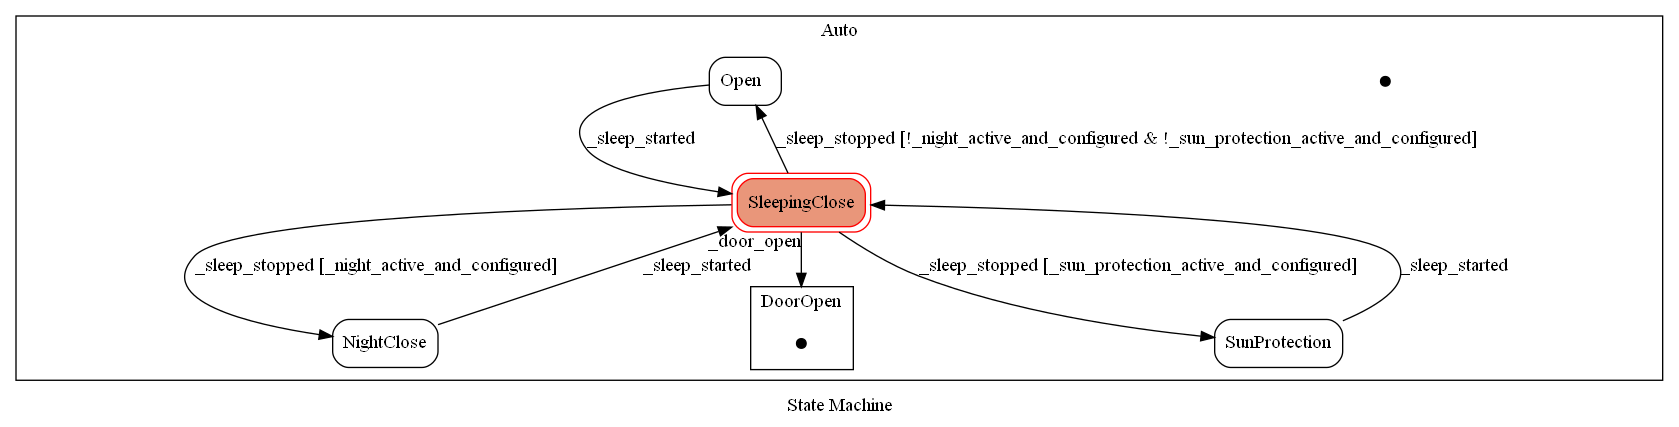 Auto
Open
_sleep_started
_sleep_stopped [!_night_active_and_configured & !_sun_protection_active_and_configured]
SleepingClose
_door_open
_sleep_stopped [_night_active_and_configured]
_sleep_started
_sleep_stopped [_sun_protection_active_and_configured]
_sleep_started
DoorOpen
NightClose
SunProtection
State Machine